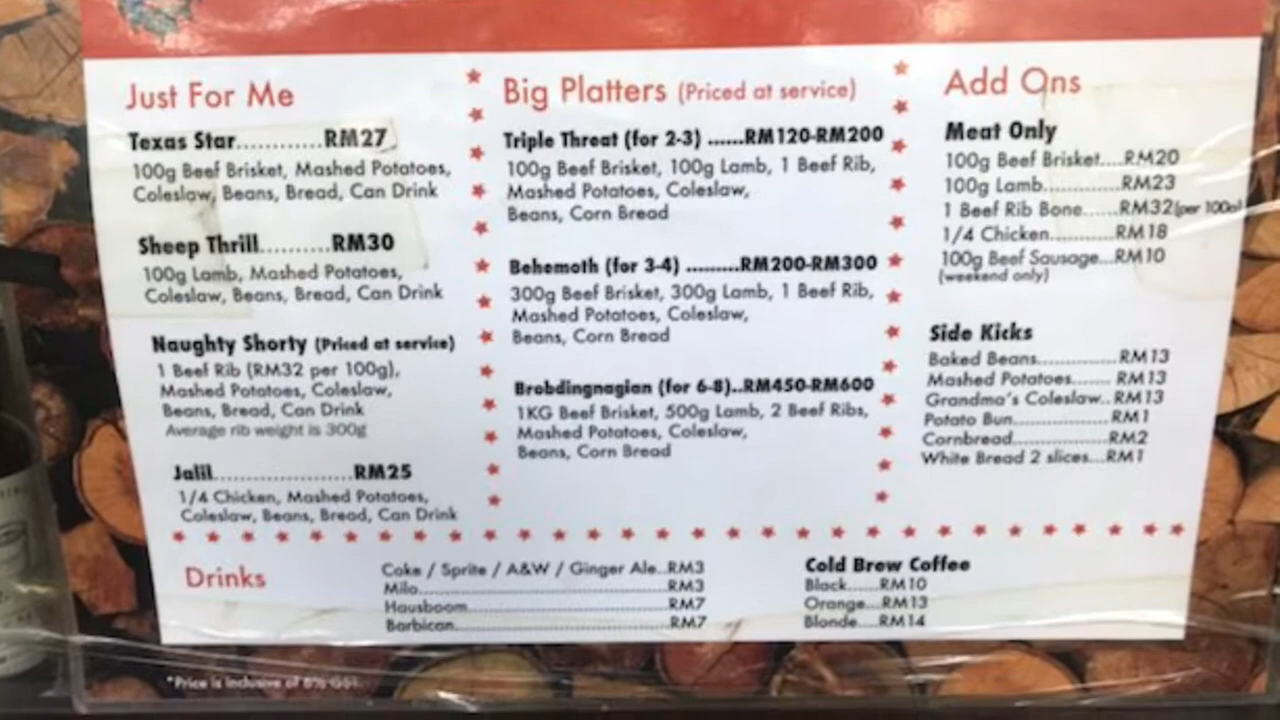 Just For Me
Texas Star............RM27
100g Beef Brisket, Mashed Potatoes,
Coleslaw, Beans, Bread, Can Drink
Sheep Thrill..........RM30
100g Lamb, Mashed Potatoes,
Coleslaw, Beans, Bread, Can Drink
Naughty Shorty (Priced at service)
1 Beef Rib (RM32 per 100g),
Mashed Potatoes, Coleslaw,
Beans, Bread, Can Drink
Average rib weight is 300g
Jalil....................RM25
1/4 Chicken, Mashed Potatoes,
Coleslaw, Beans, Bread, Can Drink
Big Platters (Priced at service)
Triple Threat (for 2-3) ......RM120-RM200
100g Beef Brisket, 100g Lamb, 1 Beef Rib,
Mashed Potatoes, Coleslaw,
Beans, Corn Bread
Behemoth (for 3-4) .........RM200-RM300
300g Beef Brisket, 300g Lamb, 1 Beef Rib,
Mashed Potatoes, Coleslaw,
Beans, Corn Bread
Brobdingnagian (for 6-8)..RM450-RM600
1KG Beef Brisket, 500g Lamb, 2 Beef Ribs,
Mashed Potatoes, Coleslaw,
Beans, Corn Bread
Add Ons
Meat Only
100g Beef Brisket....RM20
100g Lamb.............RM23
1 Beef Rib Bone......RM32(per 100g)
1/4 Chicken...........RM18
100g Beef Sausage...RM10
(weekend only)
Side Kicks
Baked Beans..............RM13
Mashed Potatoes....... RM13
Grandma's Coleslaw..RM13
Potato Bun.................RM1
Cornbread.................RM2
White Bread 2 slices....RM1
Drinks
Coke / Sprite / A&W / Ginger Ale..RM3
Milo.............................................RM3
Hausboom....................................RM7
Barbican.......................................RM7
Cold Brew Coffee
Black.......RM10
Orange...RM13
Blonde....RM14
*Price is inclusive of 6% GST.